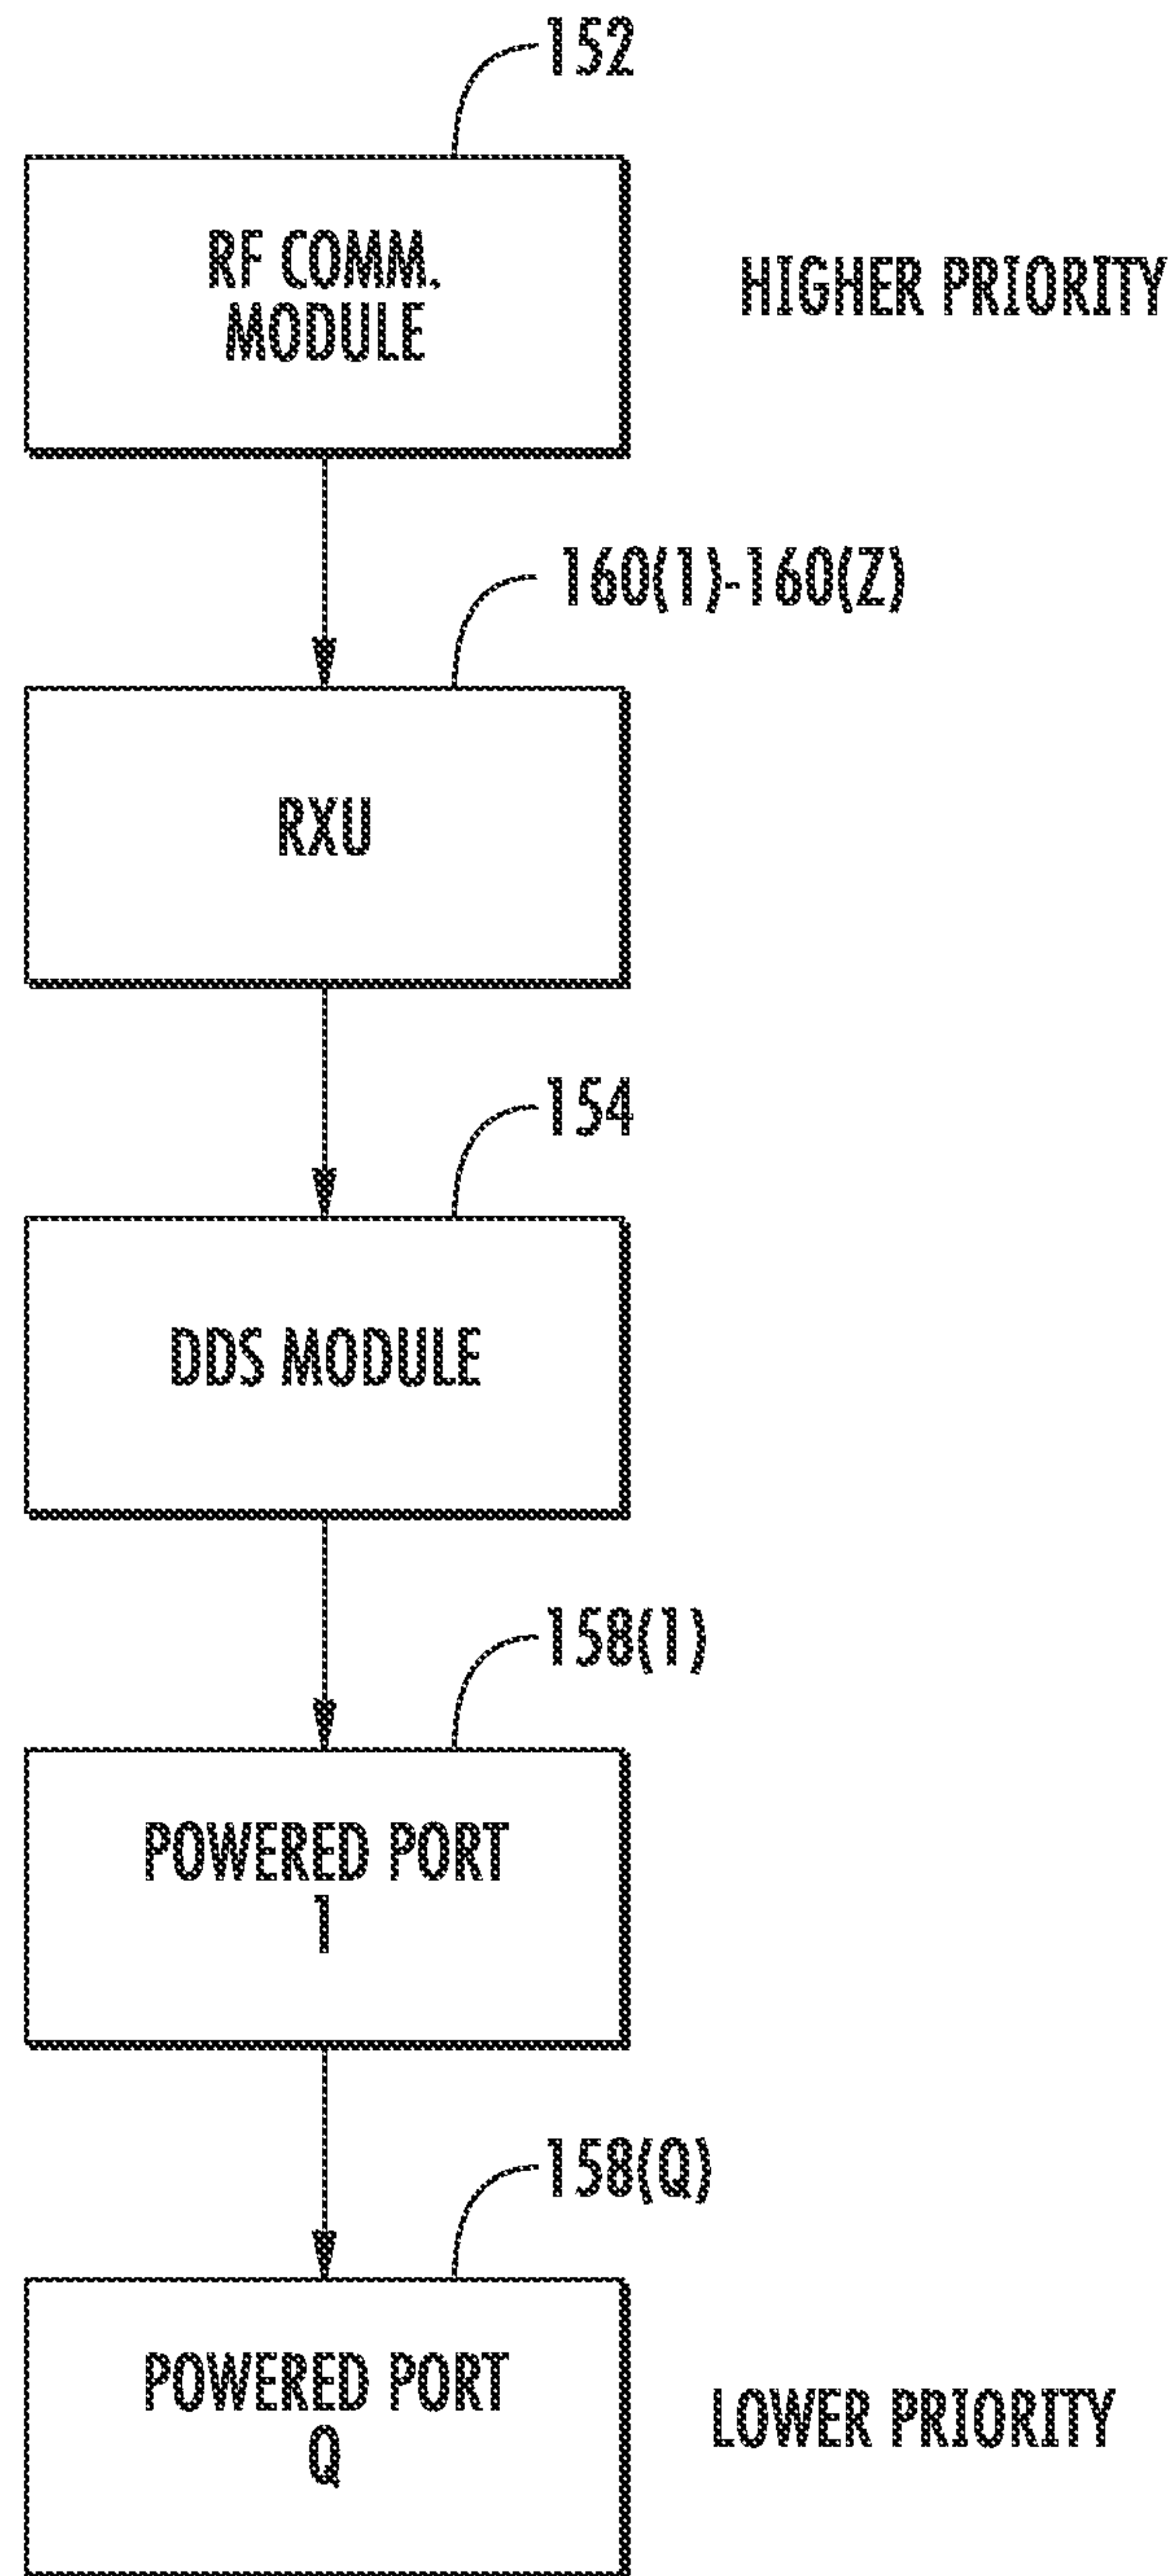 152
RF COMM.
MODULE
HIGHER PRIORITY
160(1)-160(Z)
RXU
154
DDS MODULE
158(1)
POWERED PORT
1
158(Q)
POWERED PORT
Q
LOWER PRIORITY